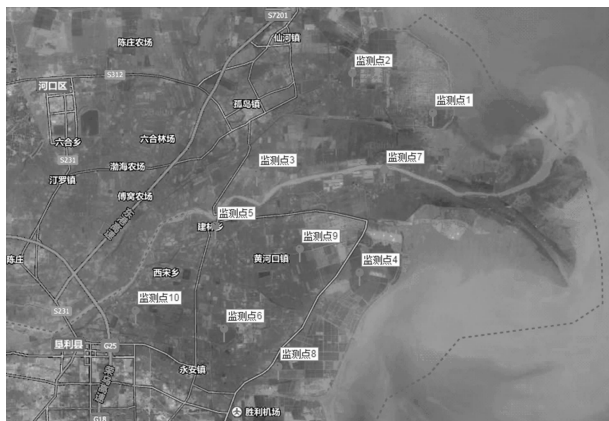 S7201
仙河镇
陈庄农场
监测点2
S312
河口区
监测点1
孤岛镇
六合乡
六合林场
S231
渤海农场
监测点3
监测点7
汀罗镇
傅窝农场
监测点5
建林乡
监测点9
陈庄
黄河口镇
监测点4
西宋乡
监测点10
S231
监测点6
垦利县
G25
监测点8
永安镇
胜利机场
G18